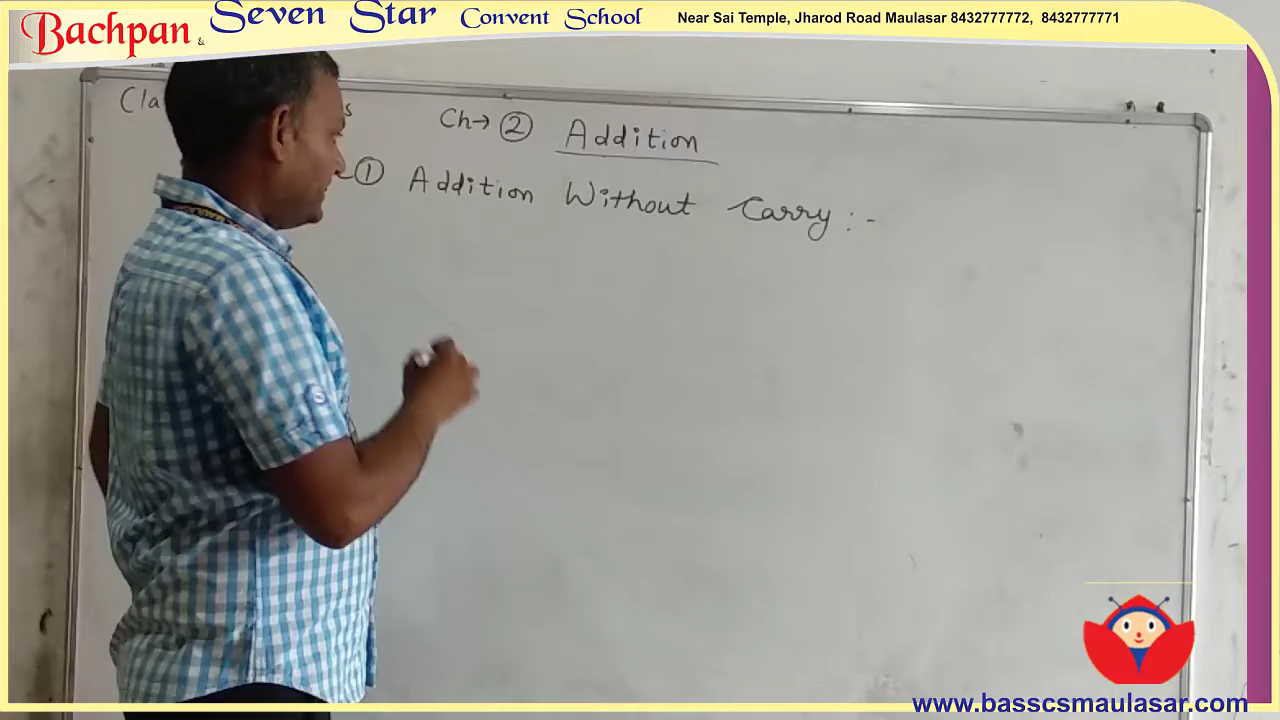 Bachpan & Seven Star Convent School Near Sai Temple, Jharod Road Maulasar 8432777772, 8432777771
Ch→ ② Addition
① Addition Without Carry :-
S
www.basscsmaulasar.com